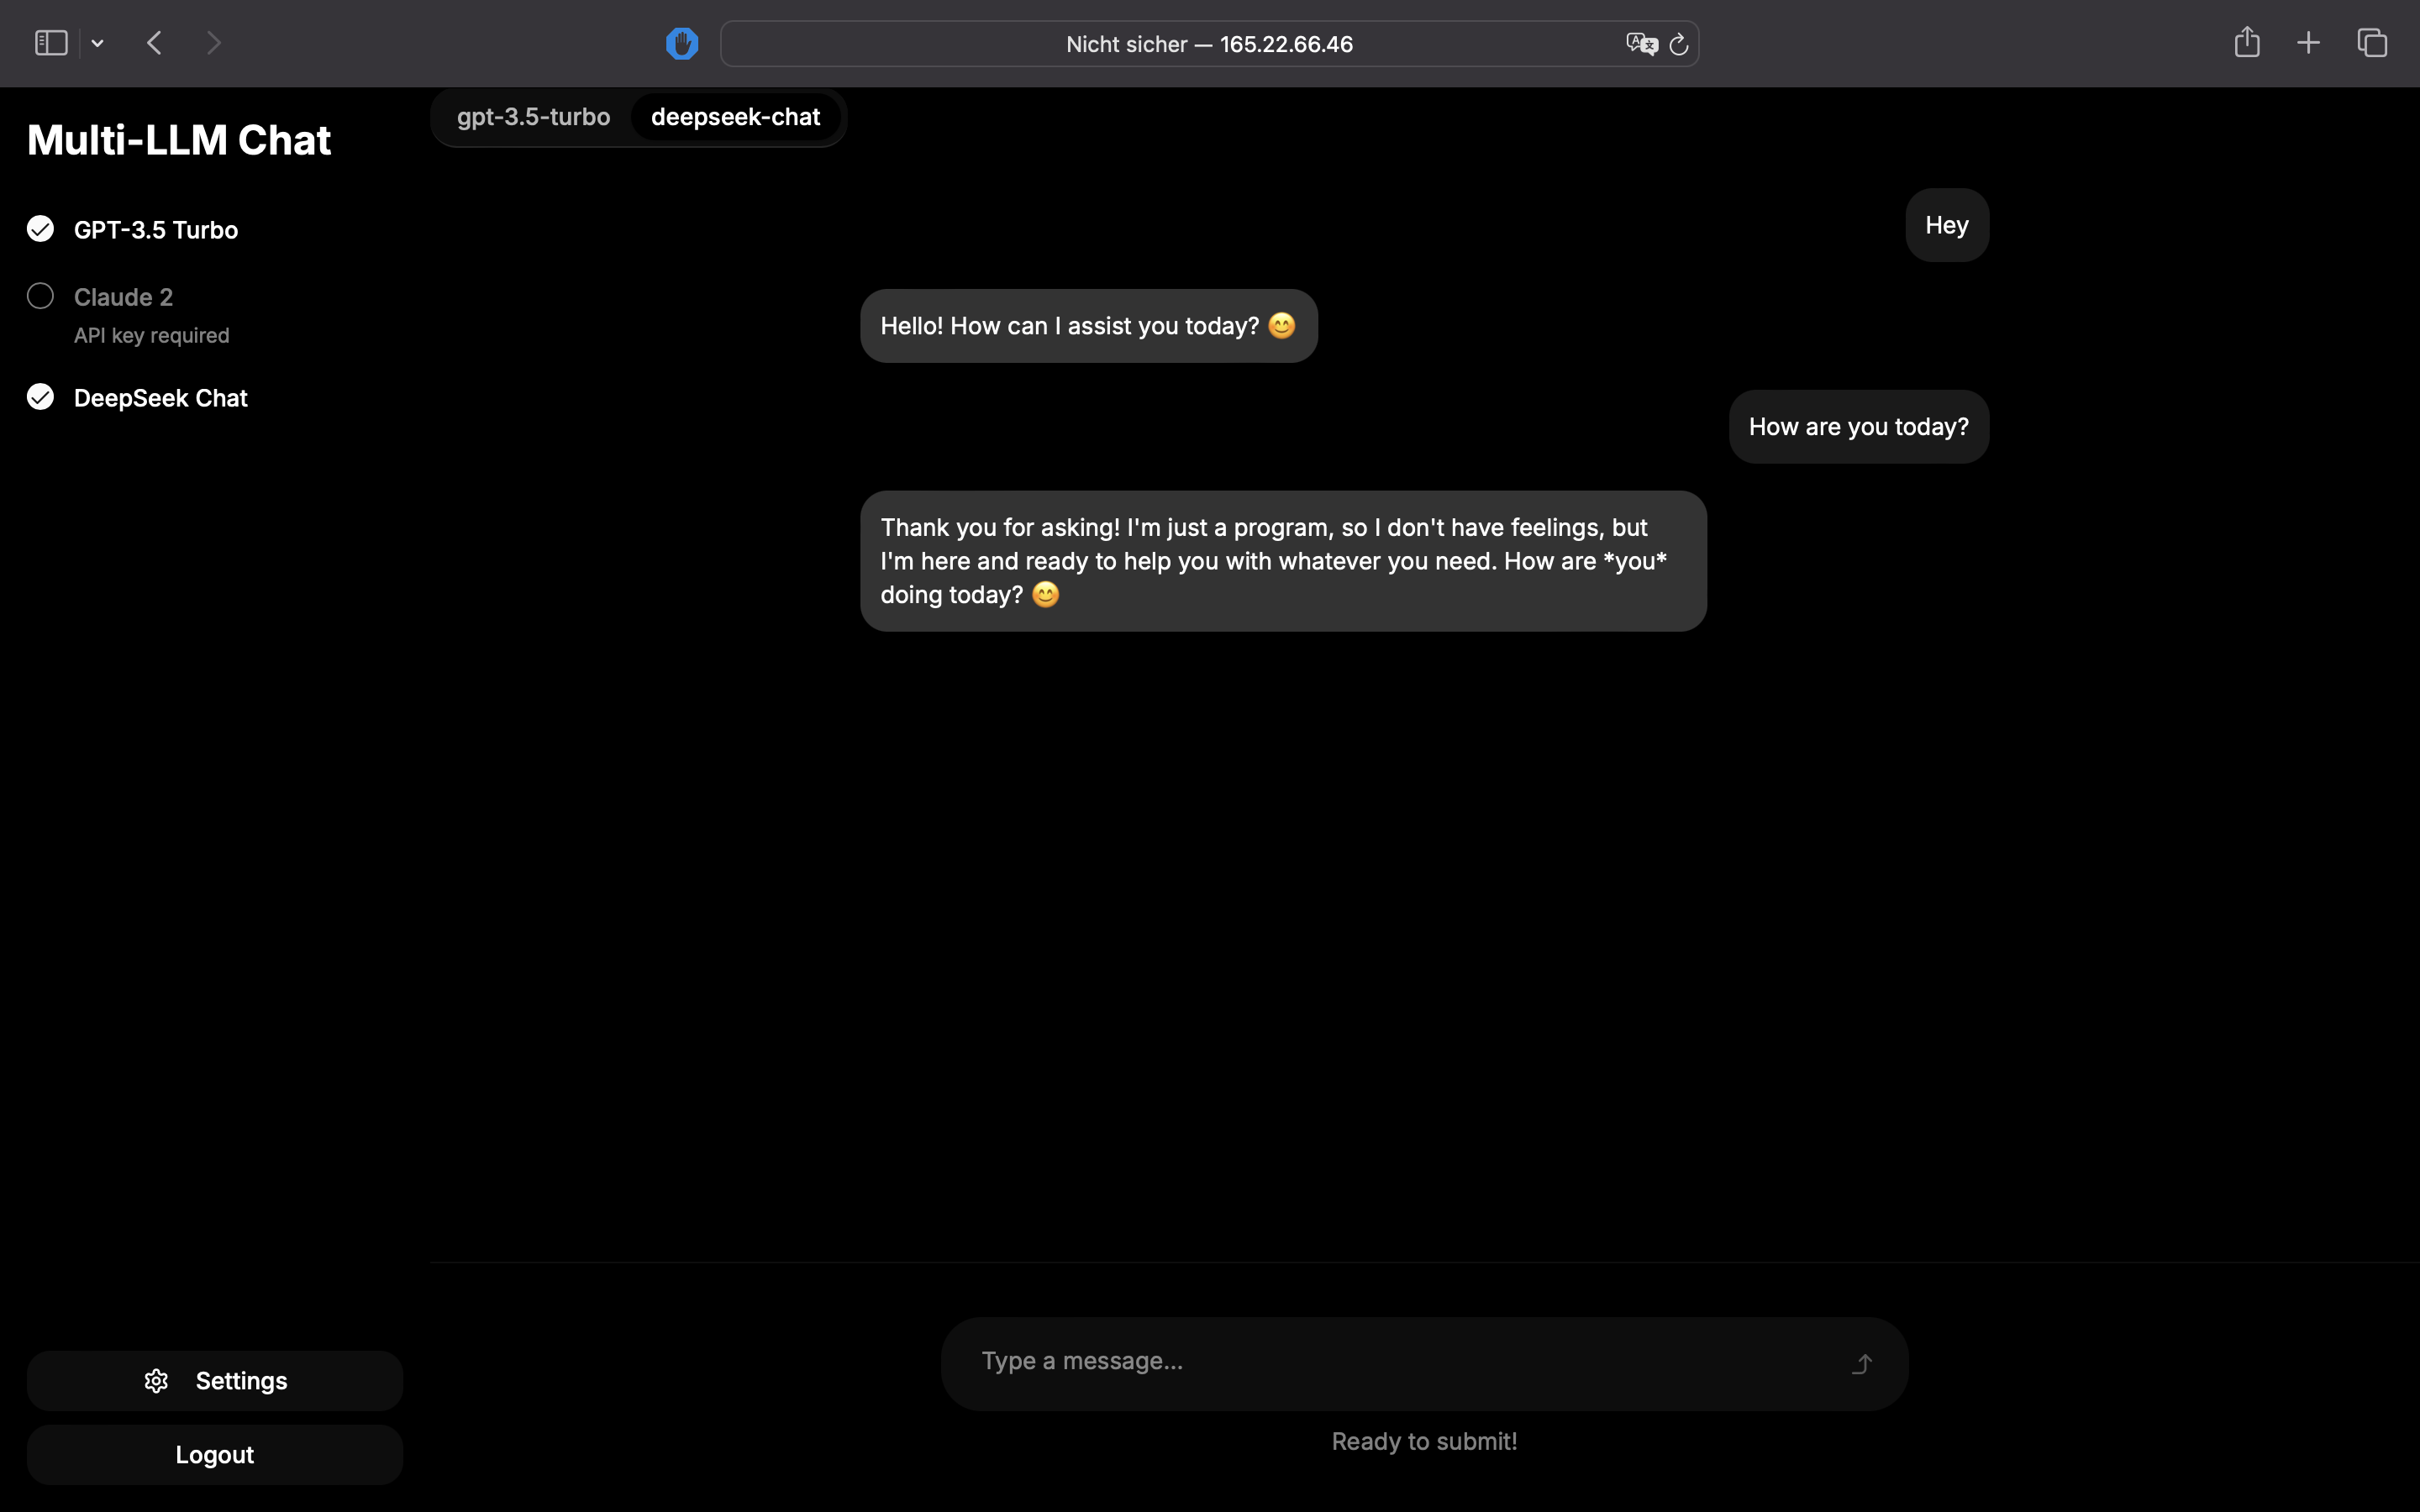 Nicht sicher — 165.22.66.46
Multi-LLM Chat
GPT-3.5 Turbo
Claude 2
API key required
DeepSeek Chat
Settings
Logout
gpt-3.5-turbo
deepseek-chat
Hey
Hello! How can I assist you today? 😊
How are you today?
Thank you for asking! I'm just a program, so I don't have feelings, but
I'm here and ready to help you with whatever you need. How are *you*
doing today? 😊
Type a message...
Ready to submit!